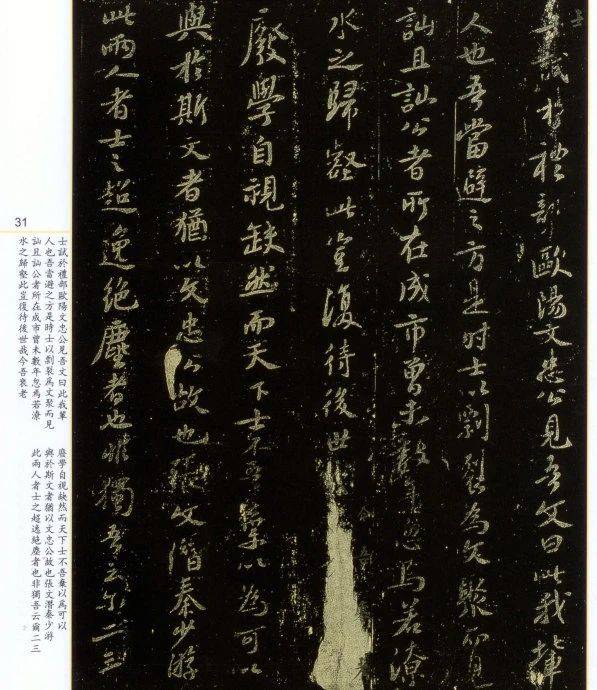 士試於禮部歐陽文忠公見吾文曰此我輩
人也吾當避之方是时士以剽裂為文聚而見
訕且訕公者所在成市曾未數年忽焉若潦
水之歸壑此豈復待後世
廢學自視缺然而天下士不吾棄以為可以
與於斯文者猶以文忠公故也張文潛秦少游
此兩人者士之超逸絕塵者也非獨吾云尔二三
31
士試於禮部歐陽文忠公見吾文曰此我輩
人也吾當避之方是時士以剽裂為文聚而見
訕且訕公者所在成市曾未數年忽焉若潦
水之歸壑此豈復待後世哉今吾衰老
廢學自視缺然而天下士不吾棄以為可以
與於斯文者猶以文忠公故也張文潛秦少游
此兩人者士之超逸絕塵者也非獨吾云爾二三